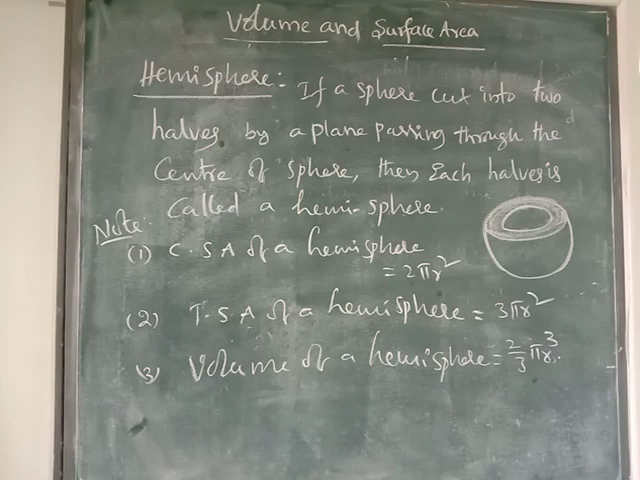 Volume and Surface Area
Hemisphere:- If a sphere cut into two
halves by a plane passing through the
Centre of sphere, then Each halves is
Called a hemi-sphere.
Note:
(1) C.S.A of a hemisphere
= 2πr²
(2) T.S.A of a hemisphere = 3πr²
(3) Volume of a hemisphere = 2/3 πr³.